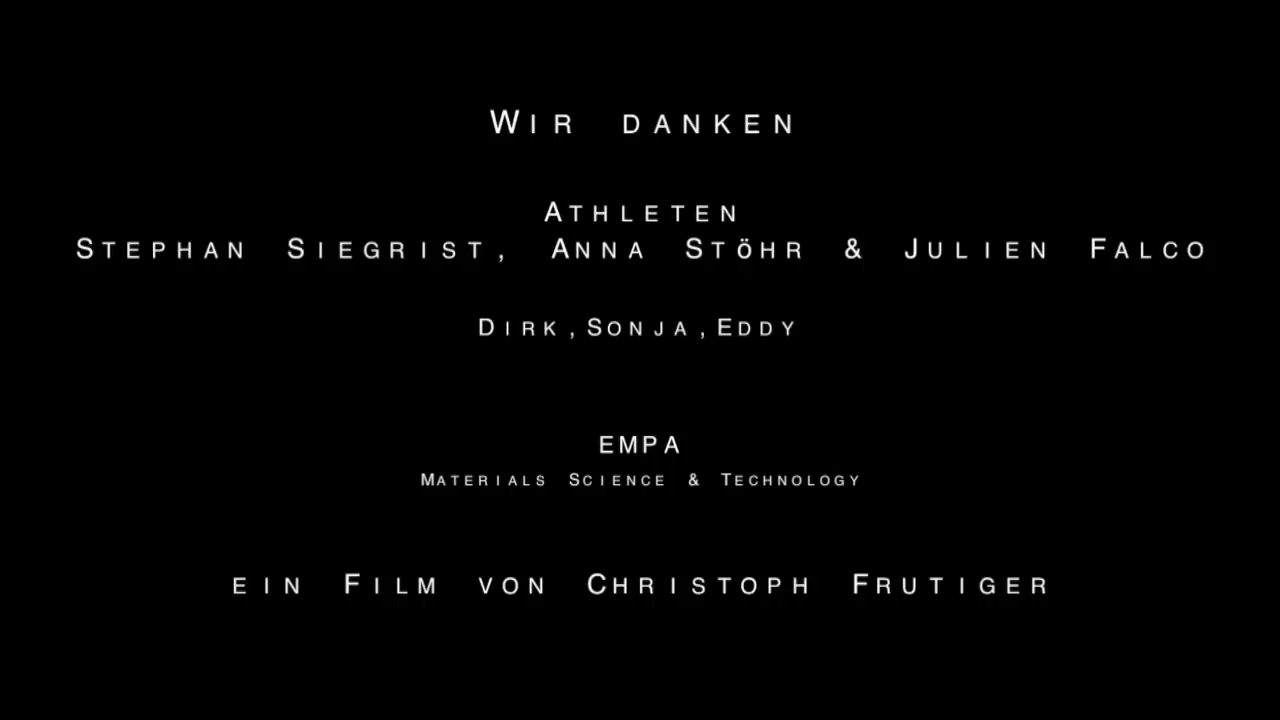 Wir danken
Athleten
Stephan Siegrist, Anna Stöhr & Julien Falco
Dirk,Sonja,Eddy
EMPA
Materials Science & Technology
ein Film von Christoph Frutiger